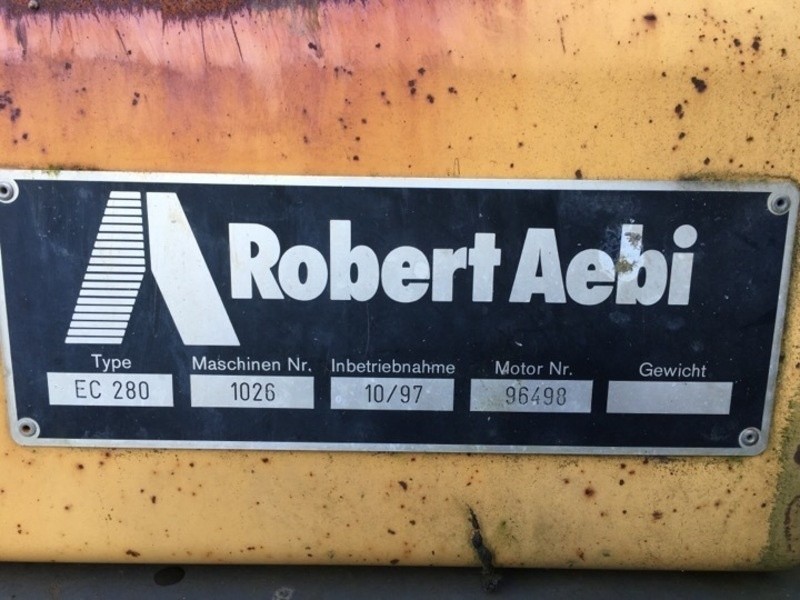 Robert Aebi
Type Maschinen Nr. Inbetriebnahme Motor Nr. Gewicht
EC 280 1026 10/97 96498